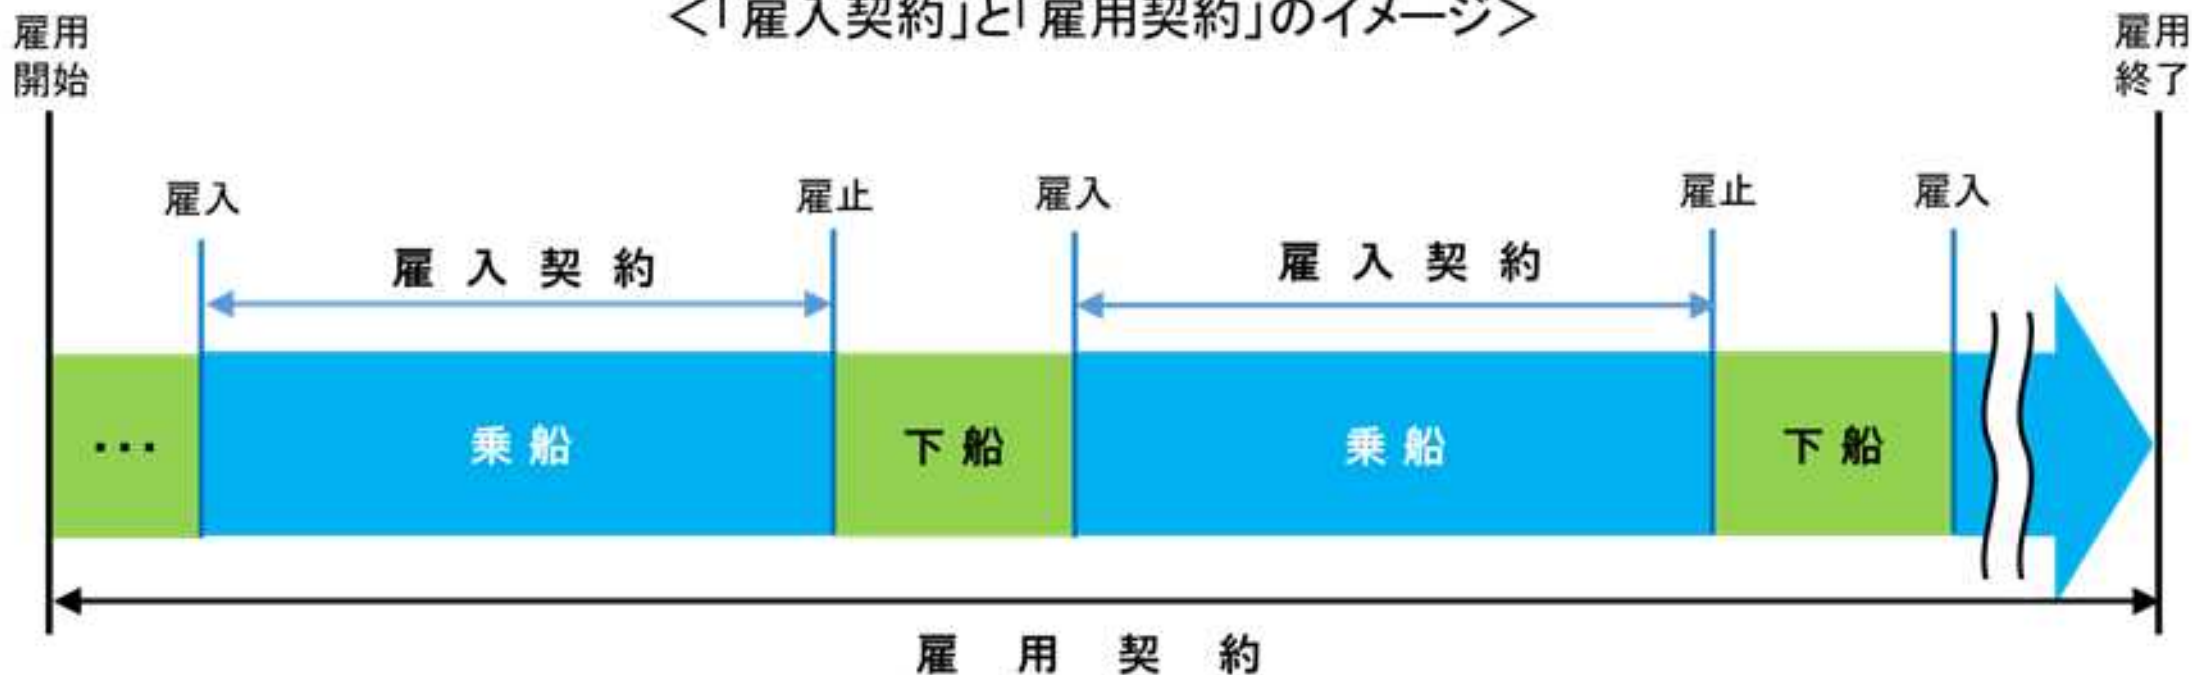 ＜「雇入契約」と「雇用契約」のイメージ＞
雇用
開始
雇用
終了
雇入
雇止
雇入
雇止
雇入
雇入契約
雇入契約
･･･
乗船
下船
乗船
下船
雇用契約